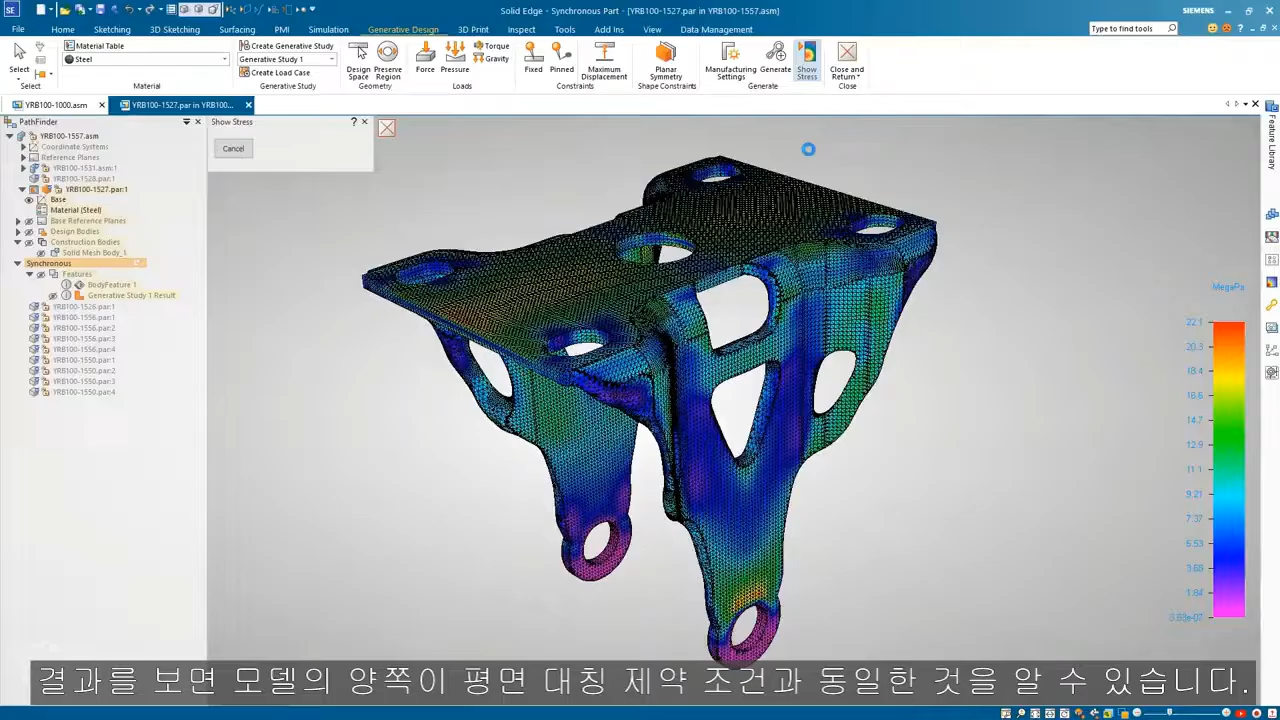 Solid Edge - Synchronous Part - [YRB100-1527.par in YRB100-1557.asm]
SIEMENS
File Home Sketching 3D Sketching Surfacing PMI Simulation Generative Design 3D Print Inspect Tools Add Ins View Data Management
Type to find tools
Select
Select
Material Table
Steel
Material
Create Generative Study
Generative Study 1
Create Load Case
Generative Study
Design Space
Preserve Region
Geometry
Force
Pressure
Torque
Gravity
Loads
Fixed
Pinned
Maximum Displacement
Constraints
Planar Symmetry
Shape Constraints
Manufacturing Settings
Generate
Show Stress
Generate
Close and Return
Close
YRB100-1000.asm
YRB100-1527.par in YRB100...
PathFinder
YRB100-1557.asm
Coordinate Systems
Reference Planes
YRB100-1531.asm:1
YRB100-1528.par:1
YRB100-1527.par:1
Base
Material (Steel)
Base Reference Planes
Design Bodies
Construction Bodies
Solid Mesh Body_1
Synchronous
Features
BodyFeature 1
Generative Study 1 Result
YRB100-1526.par:1
YRB100-1556.par:1
YRB100-1556.par:2
YRB100-1556.par:3
YRB100-1556.par:4
YRB100-1550.par:1
YRB100-1550.par:2
YRB100-1550.par:3
YRB100-1550.par:4
Show Stress
?
Cancel
Feature Library
MegaPa
22.1
20.3
18.4
16.6
14.7
12.9
11.1
9.21
7.37
5.53
3.68
1.84
결과를 보면 모델의 양쪽이 평면 대칭 제약 조건과 동일한 것을 알 수 있습니다.